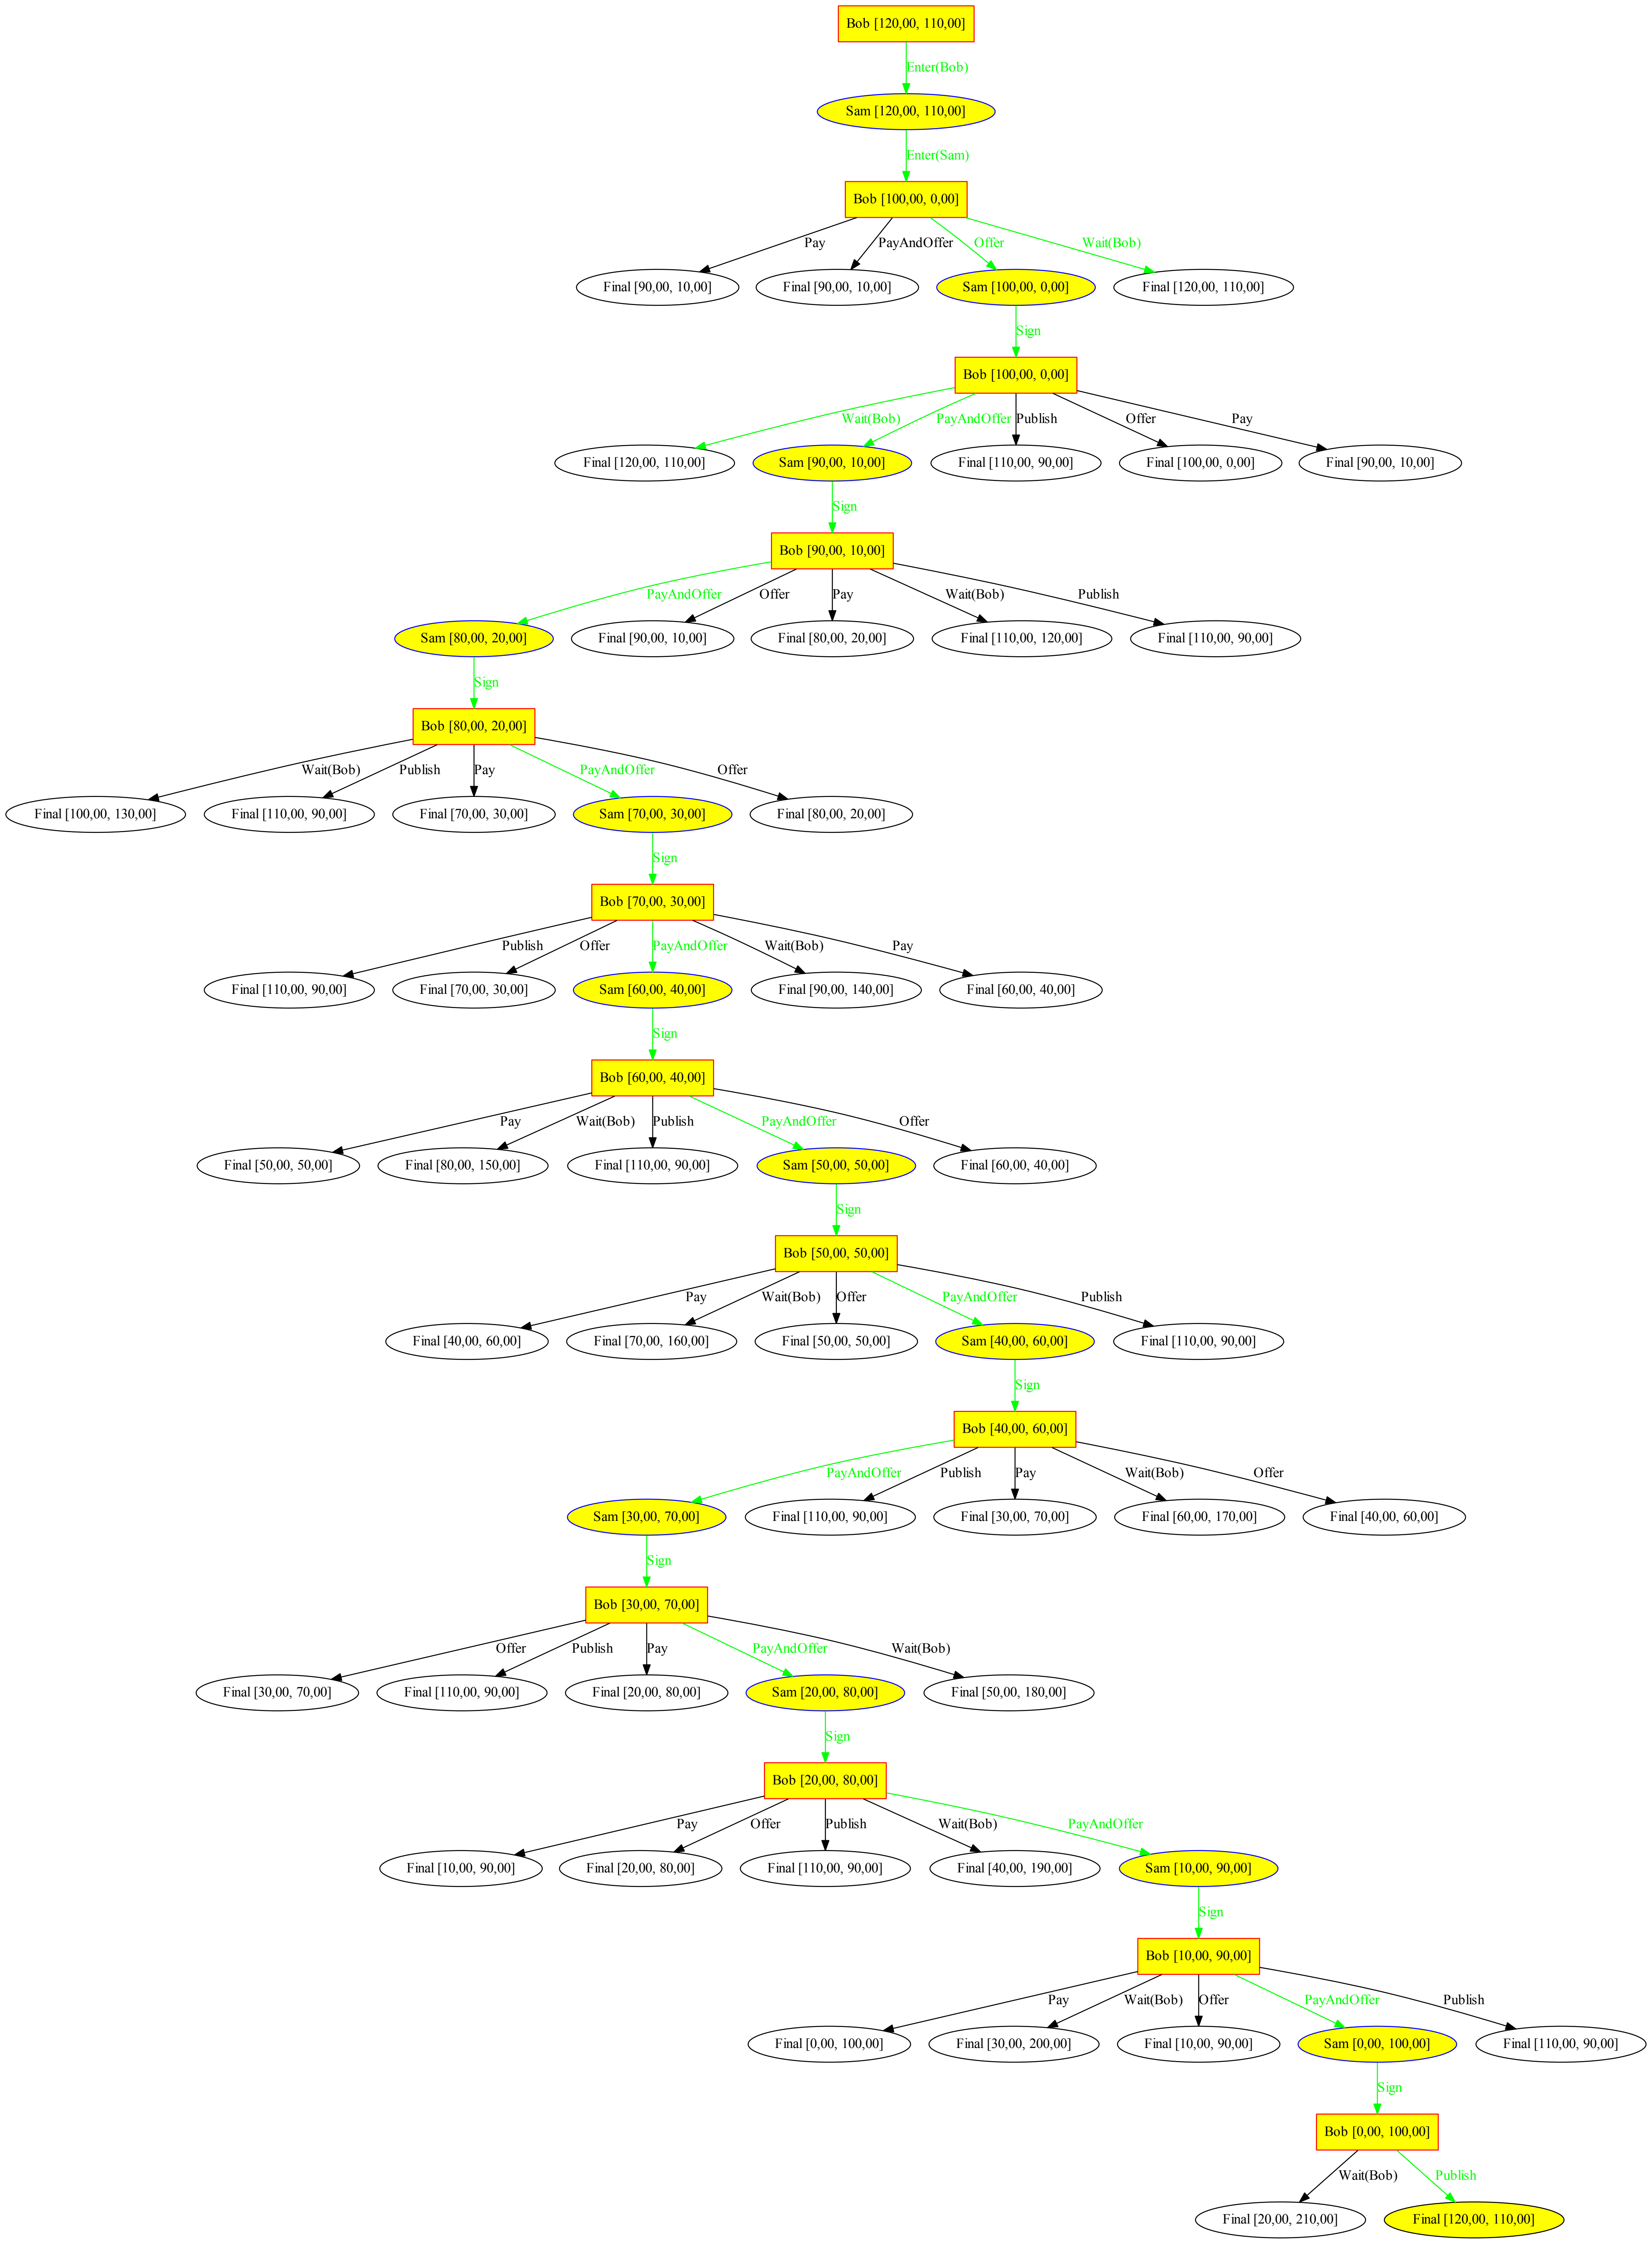 Bob [120,00, 110,00]
Enter(Bob)
Sam [120,00, 110,00]
Enter(Sam)
Bob [100,00, 0,00]
Pay PayAndOffer Offer Wait(Bob)
Final [90,00, 10,00] Final [90,00, 10,00] Sam [100,00, 0,00] Final [120,00, 110,00]
Sign
Bob [100,00, 0,00]
Wait(Bob) PayAndOffer Publish Offer Pay
Final [120,00, 110,00] Sam [90,00, 10,00] Final [110,00, 90,00] Final [100,00, 0,00] Final [90,00, 10,00]
Sign
Bob [90,00, 10,00]
PayAndOffer Offer Pay Wait(Bob) Publish
Sam [80,00, 20,00] Final [90,00, 10,00] Final [80,00, 20,00] Final [110,00, 120,00] Final [110,00, 90,00]
Sign
Bob [80,00, 20,00]
Wait(Bob) Publish Pay PayAndOffer Offer
Final [100,00, 130,00] Final [110,00, 90,00] Final [70,00, 30,00] Sam [70,00, 30,00] Final [80,00, 20,00]
Sign
Bob [70,00, 30,00]
Publish Offer PayAndOffer Wait(Bob) Pay
Final [110,00, 90,00] Final [70,00, 30,00] Sam [60,00, 40,00] Final [90,00, 140,00] Final [60,00, 40,00]
Sign
Bob [60,00, 40,00]
Pay Wait(Bob) Publish PayAndOffer Offer
Final [50,00, 50,00] Final [80,00, 150,00] Final [110,00, 90,00] Sam [50,00, 50,00] Final [60,00, 40,00]
Sign
Bob [50,00, 50,00]
Pay Wait(Bob) Offer PayAndOffer Publish
Final [40,00, 60,00] Final [70,00, 160,00] Final [50,00, 50,00] Sam [40,00, 60,00] Final [110,00, 90,00]
Sign
Bob [40,00, 60,00]
PayAndOffer Publish Pay Wait(Bob) Offer
Sam [30,00, 70,00] Final [110,00, 90,00] Final [30,00, 70,00] Final [60,00, 170,00] Final [40,00, 60,00]
Sign
Bob [30,00, 70,00]
Offer Publish Pay PayAndOffer Wait(Bob)
Final [30,00, 70,00] Final [110,00, 90,00] Final [20,00, 80,00] Sam [20,00, 80,00] Final [50,00, 180,00]
Sign
Bob [20,00, 80,00]
Pay Offer Publish Wait(Bob) PayAndOffer
Final [10,00, 90,00] Final [20,00, 80,00] Final [110,00, 90,00] Final [40,00, 190,00] Sam [10,00, 90,00]
Sign
Bob [10,00, 90,00]
Pay Wait(Bob) Offer PayAndOffer Publish
Final [0,00, 100,00] Final [30,00, 200,00] Final [10,00, 90,00] Sam [0,00, 100,00] Final [110,00, 90,00]
Sign
Bob [0,00, 100,00]
Wait(Bob) Publish
Final [20,00, 210,00] Final [120,00, 110,00]